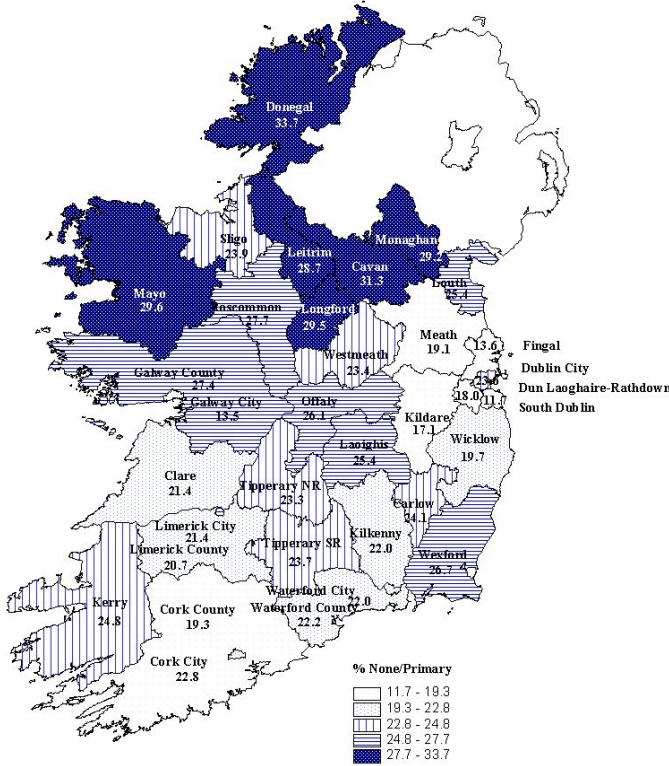 Donegal
33.7
Sligo
23.9
Leitrim
28.7
Monaghan
29.2
Cavan
31.3
Louth
25.4
Mayo
29.6
Roscommon
27.7
Longford
29.5
Meath
19.1
Westmeath
23.4
13.6
Fingal
Dublin City
23.6
Dun Laoghaire-Rathdown
18.0
11.7
South Dublin
Galway County
27.4
Galway City
13.5
Offaly
26.1
Kildare
17.1
Wicklow
19.7
Laoighis
25.4
Clare
21.4
Tipperary NR
23.3
Carlow
24.1
Limerick City
21.4
Limerick County
20.7
Tipperary SR
23.7
Kilkenny
22.0
Wexford
26.7
Kerry
24.8
Waterford City
22.0
Waterford County
22.2
Cork County
19.3
Cork City
22.8
% None/Primary
11.7 - 19.3
19.3 - 22.8
22.8 - 24.8
24.8 - 27.7
27.7 - 33.7